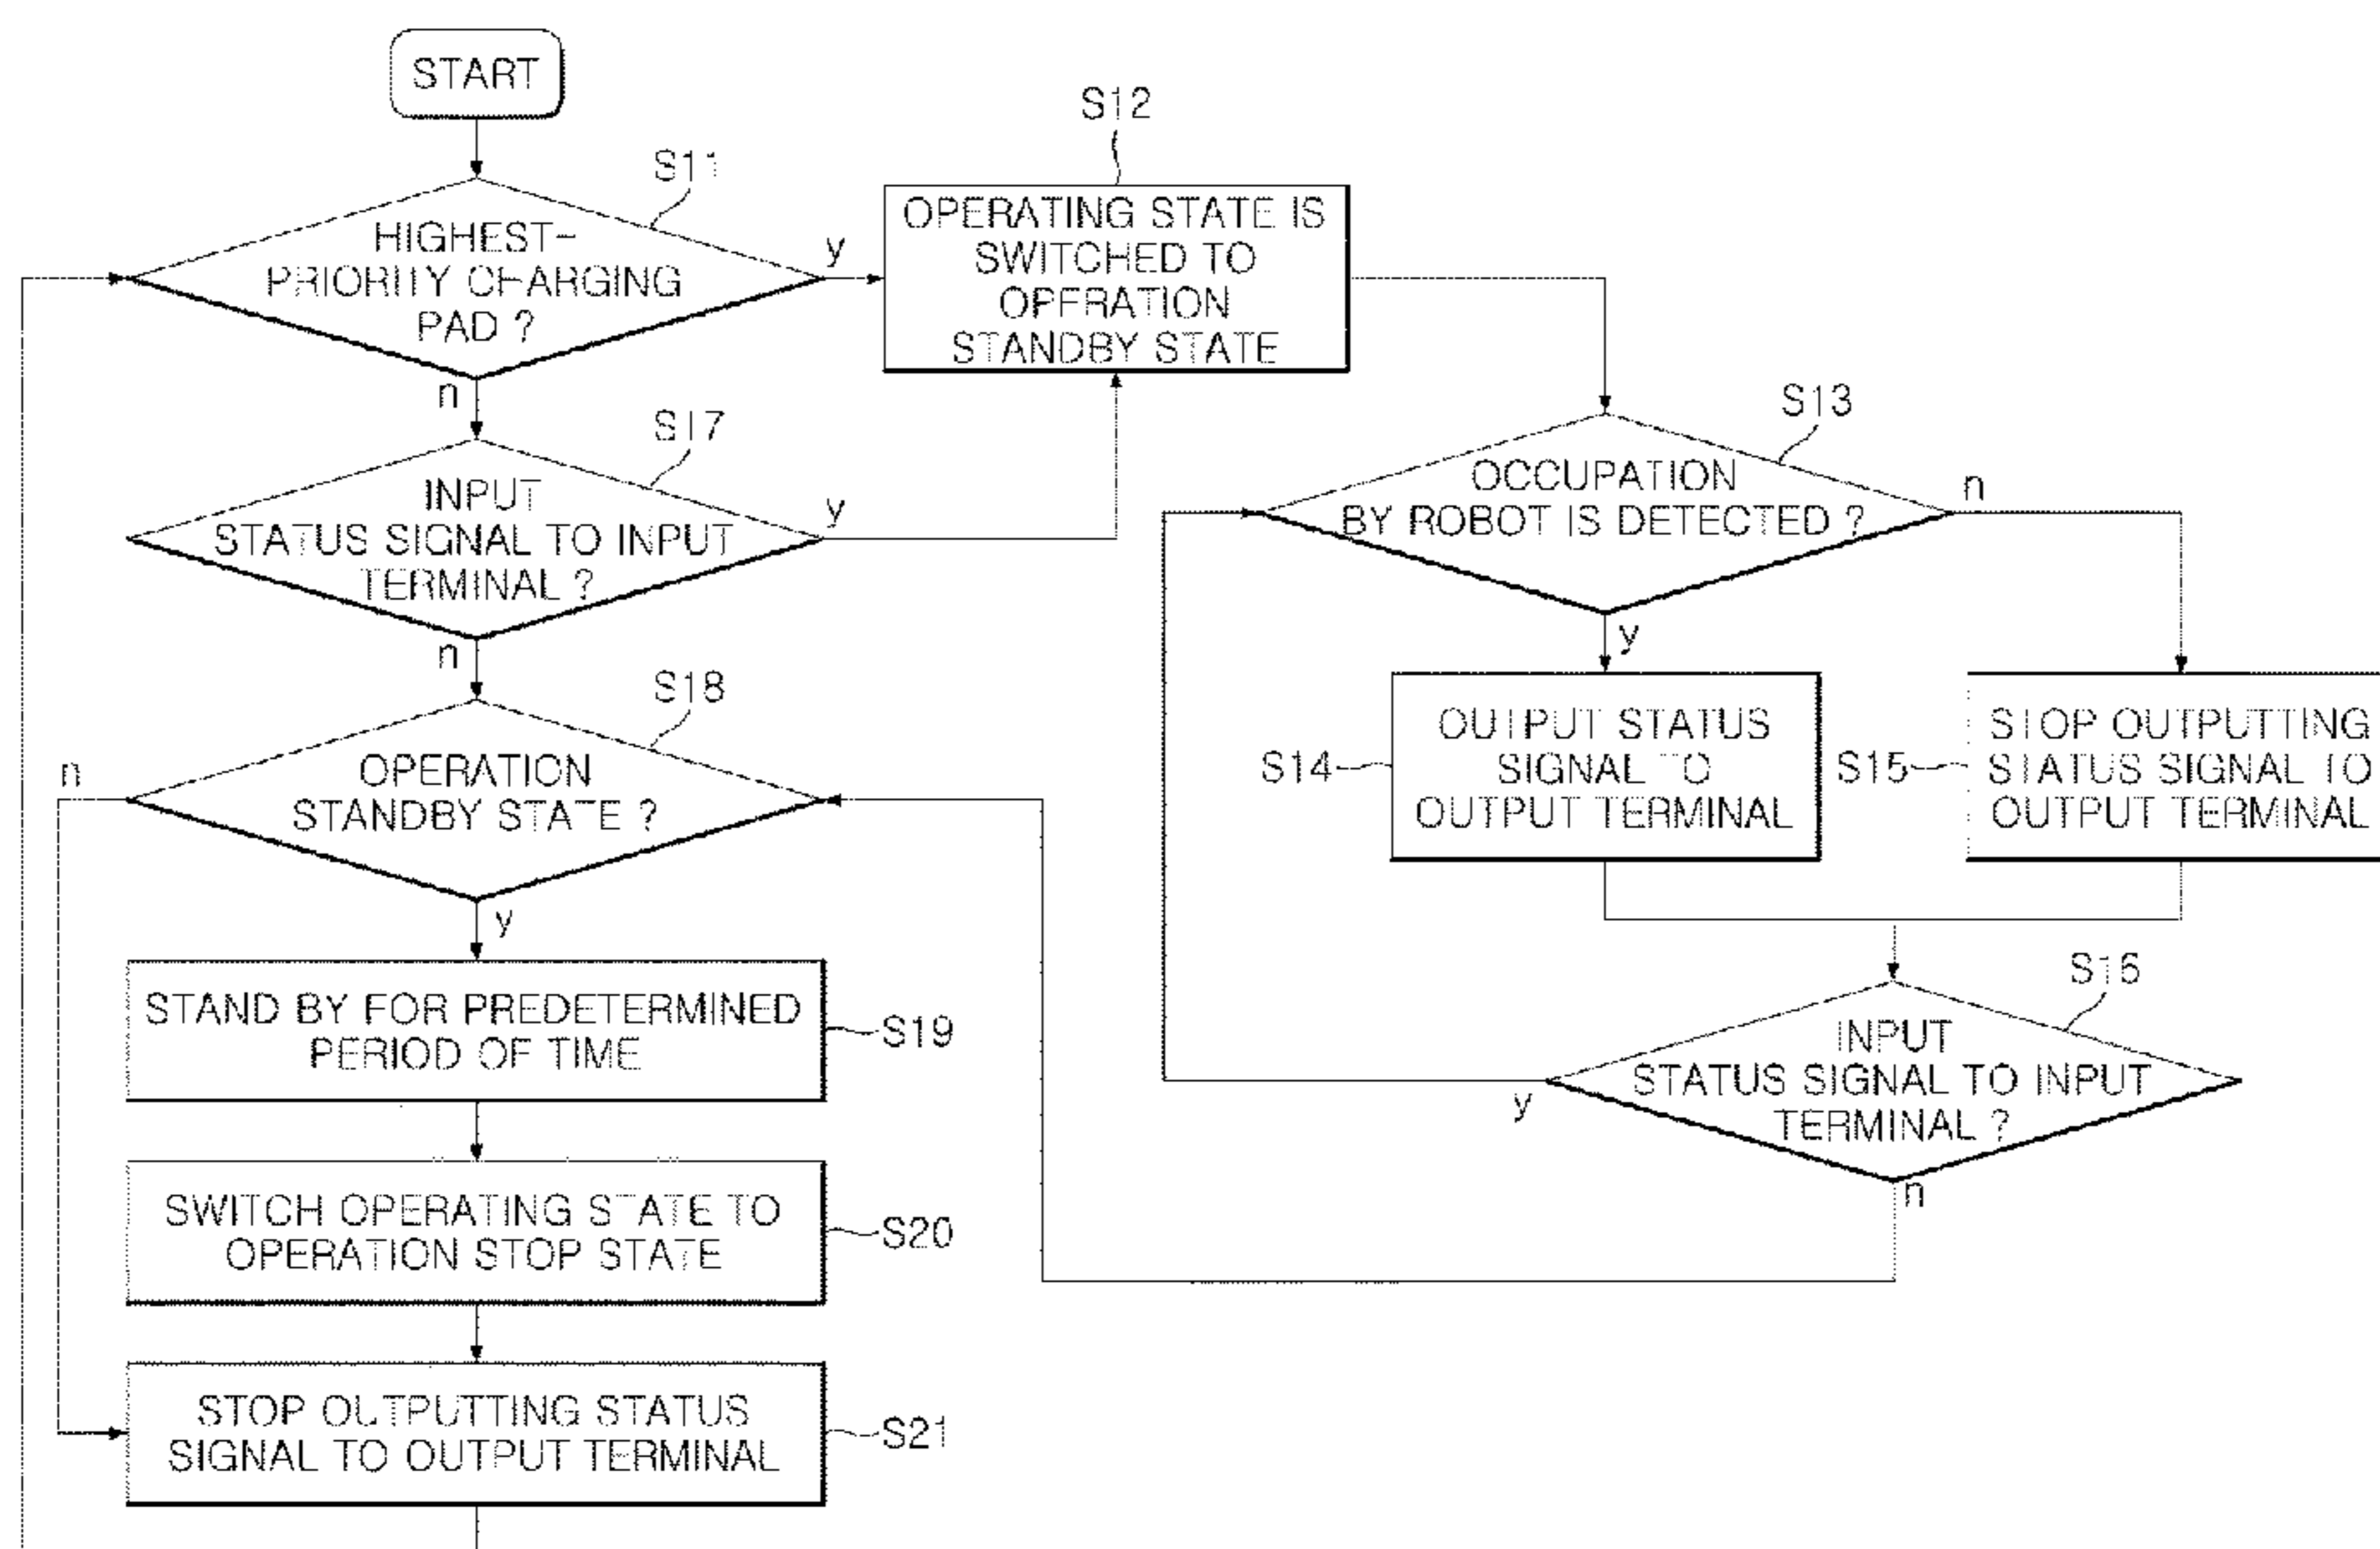 START
S11
HIGHEST-
PRIORITY CHARGING
PAD ?
y
n
S12
OPERATING STATE IS
SWITCHED TO
OPERATION
STANDBY STATE
S17
INPUT
STATUS SIGNAL TO INPUT
TERMINAL ?
y
n
S13
OCCUPATION
BY ROBOT IS DETECTED ?
n
y
S18
OPERATION
STANDBY STATE ?
n
y
S14
OUTPUT STATUS
SIGNAL TO
OUTPUT TERMINAL
S15
STOP OUTPUTTING
STATUS SIGNAL TO
OUTPUT TERMINAL
S16
INPUT
STATUS SIGNAL TO INPUT
TERMINAL ?
y
n
STAND BY FOR PREDETERMINED
PERIOD OF TIME
S19
SWITCH OPERATING STATE TO
OPERATION STOP STATE
S20
STOP OUTPUTTING STATUS
SIGNAL TO OUTPUT TERMINAL
S21